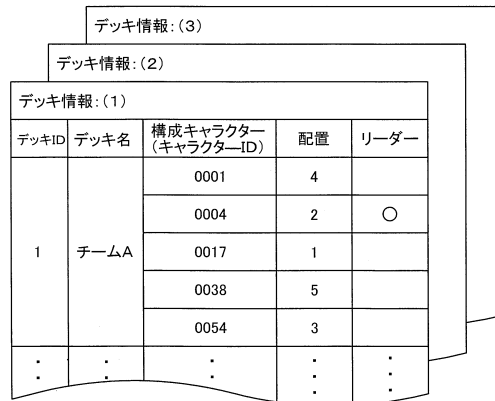 デッキ情報:(3)
デッキ情報:(2)
デッキ情報:(1)
デッキID デッキ名 構成キャラクター(キャラクター―ID) 配置 リーダー
0001 4
0004 2 ○
1 チームA 0017 1
0038 5
0054 3
: : : : :